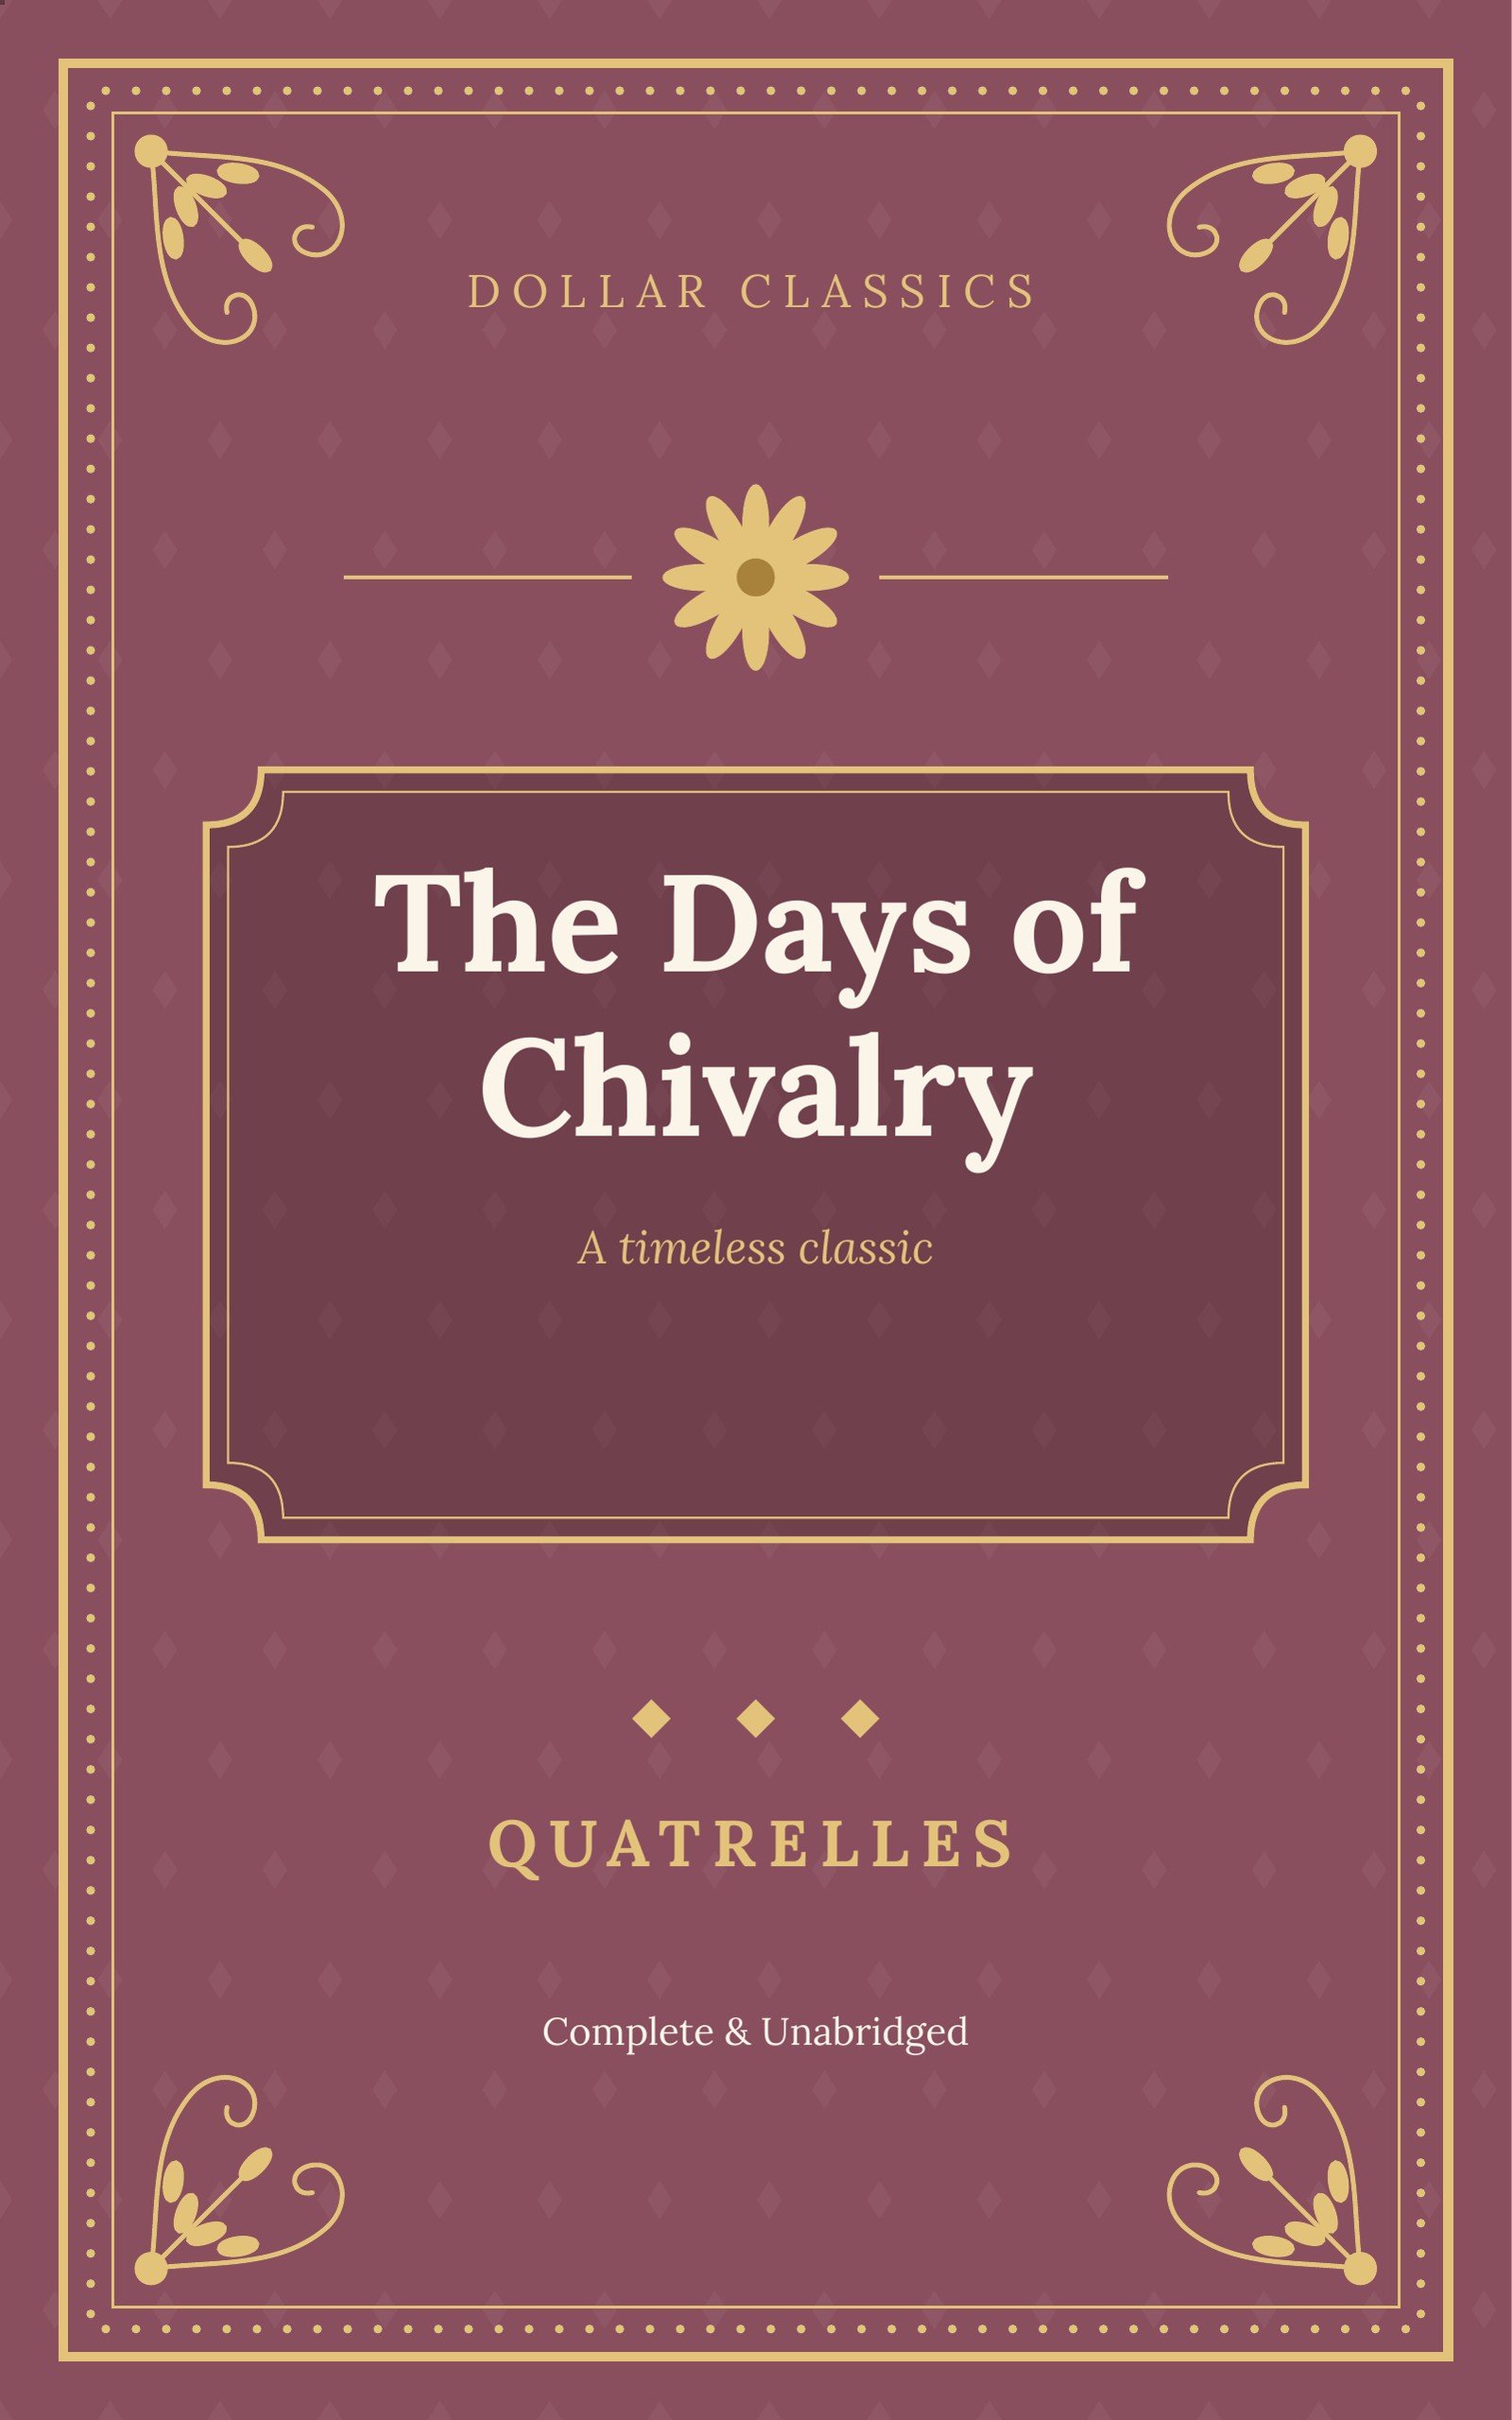 DOLLAR CLASSICS
The Days of
Chivalry
A timeless classic
QUATRELLES
Complete & Unabridged